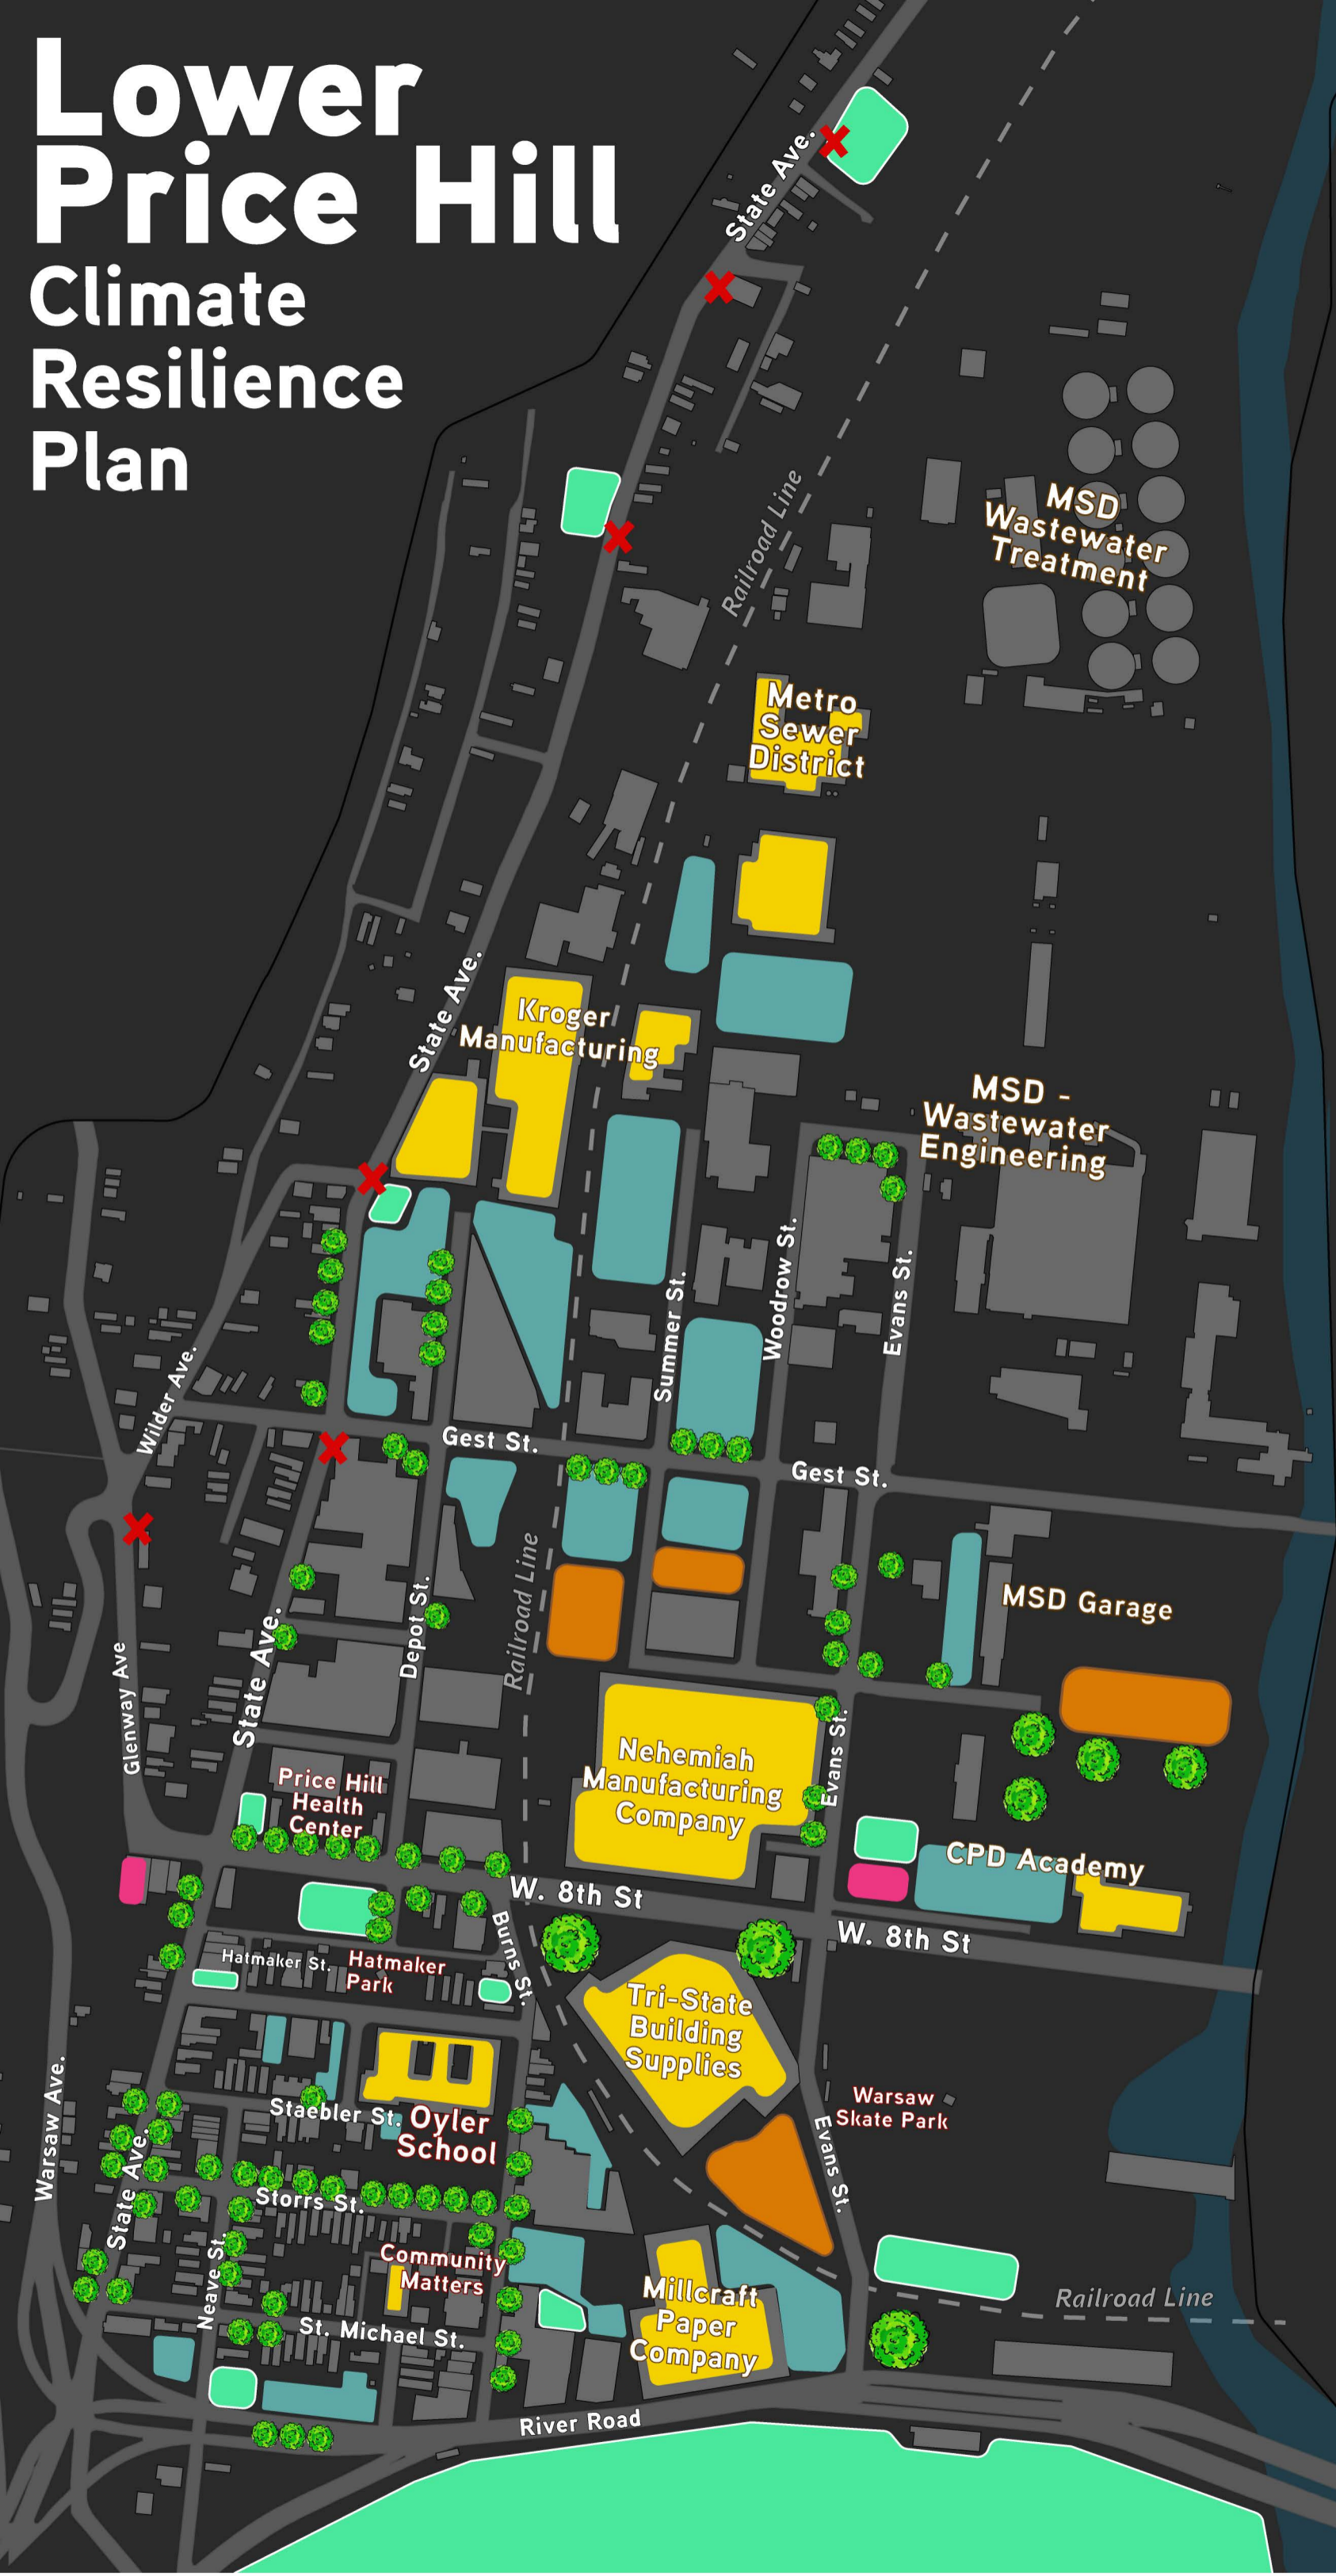 Lower
Price Hill
Climate
Resilience
Plan
State Ave.
Railroad Line
MSD
Wastewater
Treatment
Metro
Sewer
District
State Ave.
Kroger
Manufacturing
MSD -
Wastewater
Engineering
Wilder Ave.
Summer St.
Woodrow St.
Evans St.
Gest St.
Gest St.
Railroad Line
MSD Garage
Glenway Ave
State Ave.
Depot St.
Nehemiah
Manufacturing
Company
Evans St.
Price Hill
Health
Center
CPD Academy
W. 8th St
W. 8th St
Burns St.
Hatmaker St.
Hatmaker
Park
Tri-State
Building
Supplies
Warsaw
Skate Park
Staebler St.
Oyler
School
Warsaw Ave.
State Ave.
Evans St.
Storrs St.
Neave St.
Community
Matters
Millcraft
Paper
Company
Railroad Line
St. Michael St.
River Road